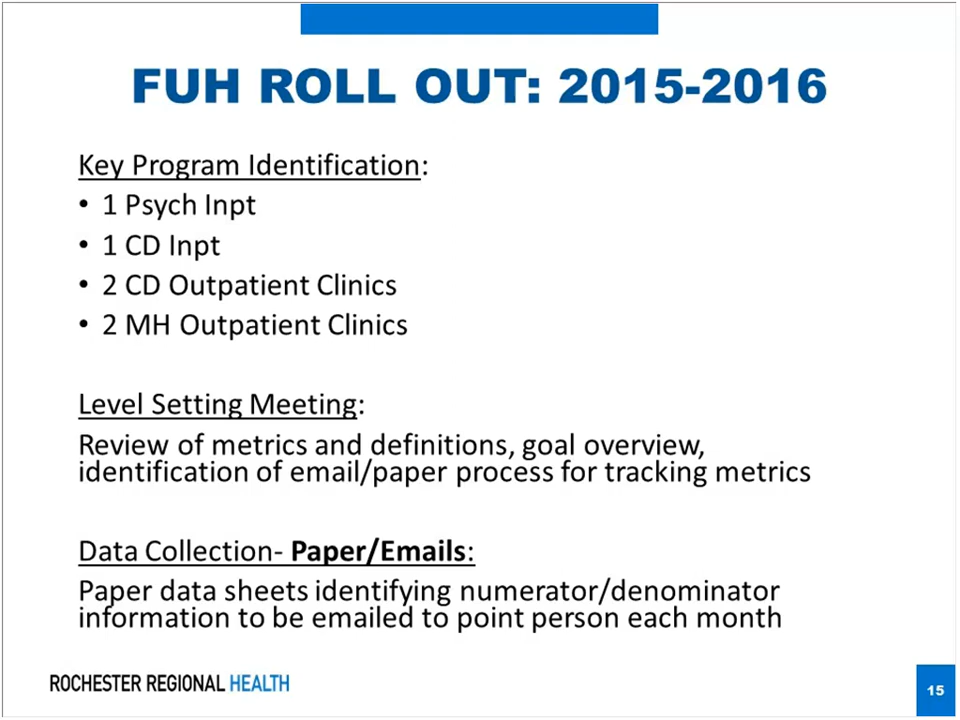 FUH ROLL OUT: 2015-2016
Key Program Identification:
• 1 Psych Inpt
• 1 CD Inpt
• 2 CD Outpatient Clinics
• 2 MH Outpatient Clinics
Level Setting Meeting:
Review of metrics and definitions, goal overview,
identification of email/paper process for tracking metrics
Data Collection- Paper/Emails:
Paper data sheets identifying numerator/denominator
information to be emailed to point person each month
ROCHESTER REGIONAL HEALTH
15